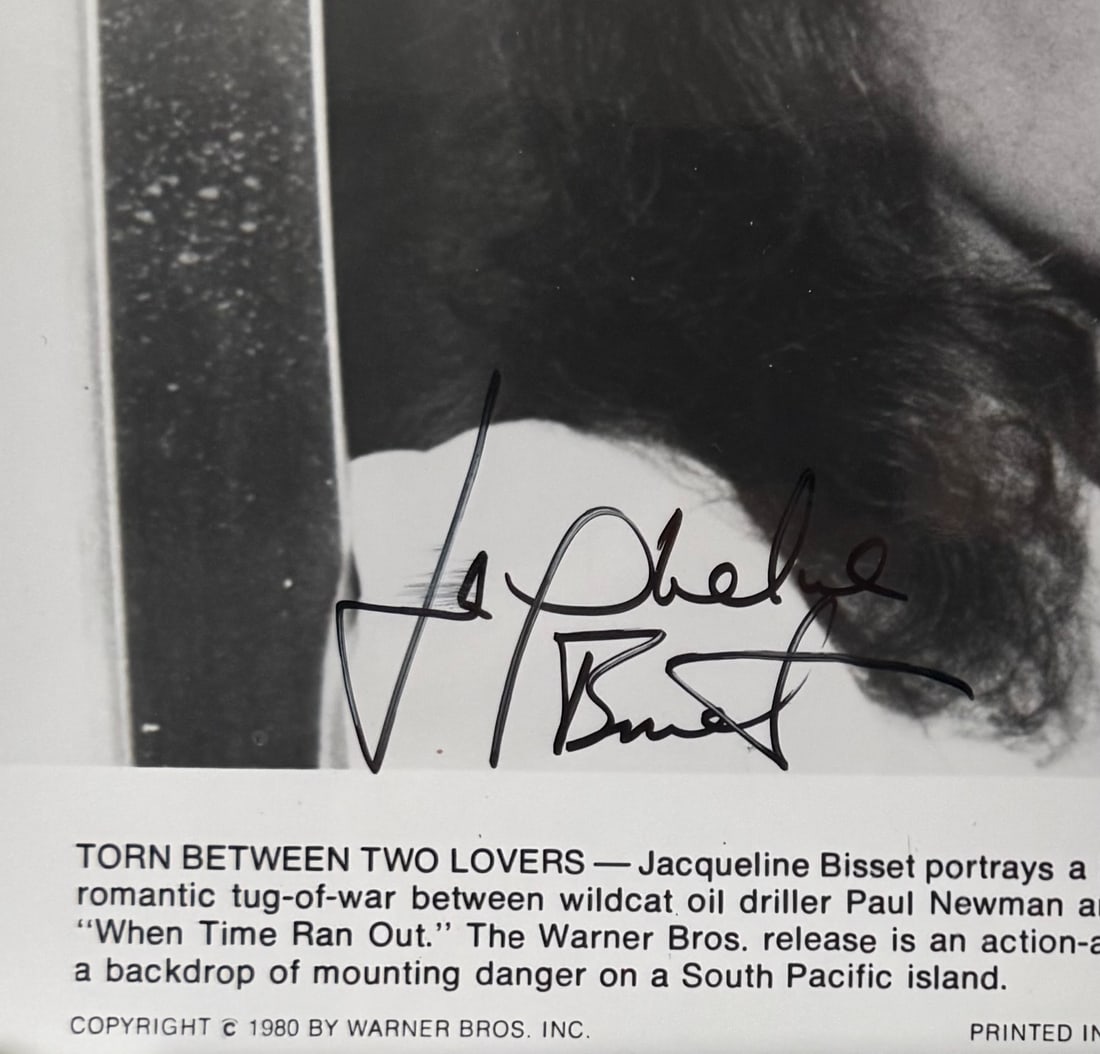 Jacqueline
Bisset
TORN BETWEEN TWO LOVERS — Jacqueline Bisset portrays a
romantic tug-of-war between wildcat oil driller Paul Newman a
“When Time Ran Out.” The Warner Bros. release is an action-a
a backdrop of mounting danger on a South Pacific island.
COPYRIGHT © 1980 BY WARNER BROS. INC.
PRINTED IN